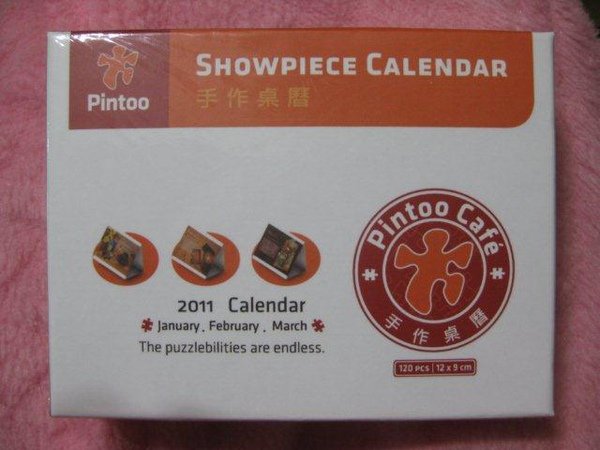 Pintoo
SHOWPIECE CALENDAR
手作桌曆
2011 Calendar
January . February . March
The puzzlebilities are endless.
Pintoo Café
手作桌曆
120 PCS | 12 x 9 cm